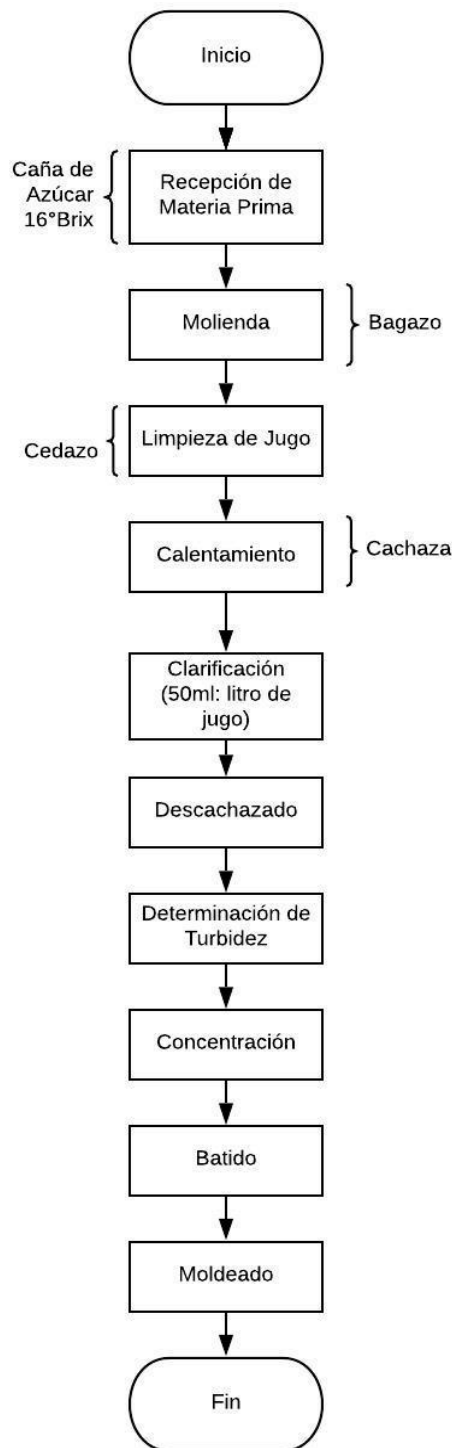 Inicio
Caña de
Azúcar
16°Brix
Recepción de
Materia Prima
Molienda
Bagazo
Cedazo
Limpieza de Jugo
Calentamiento
Cachaza
Clarificación
(50ml: litro de
jugo)
Descachazado
Determinación de
Turbidez
Concentración
Batido
Moldeado
Fin